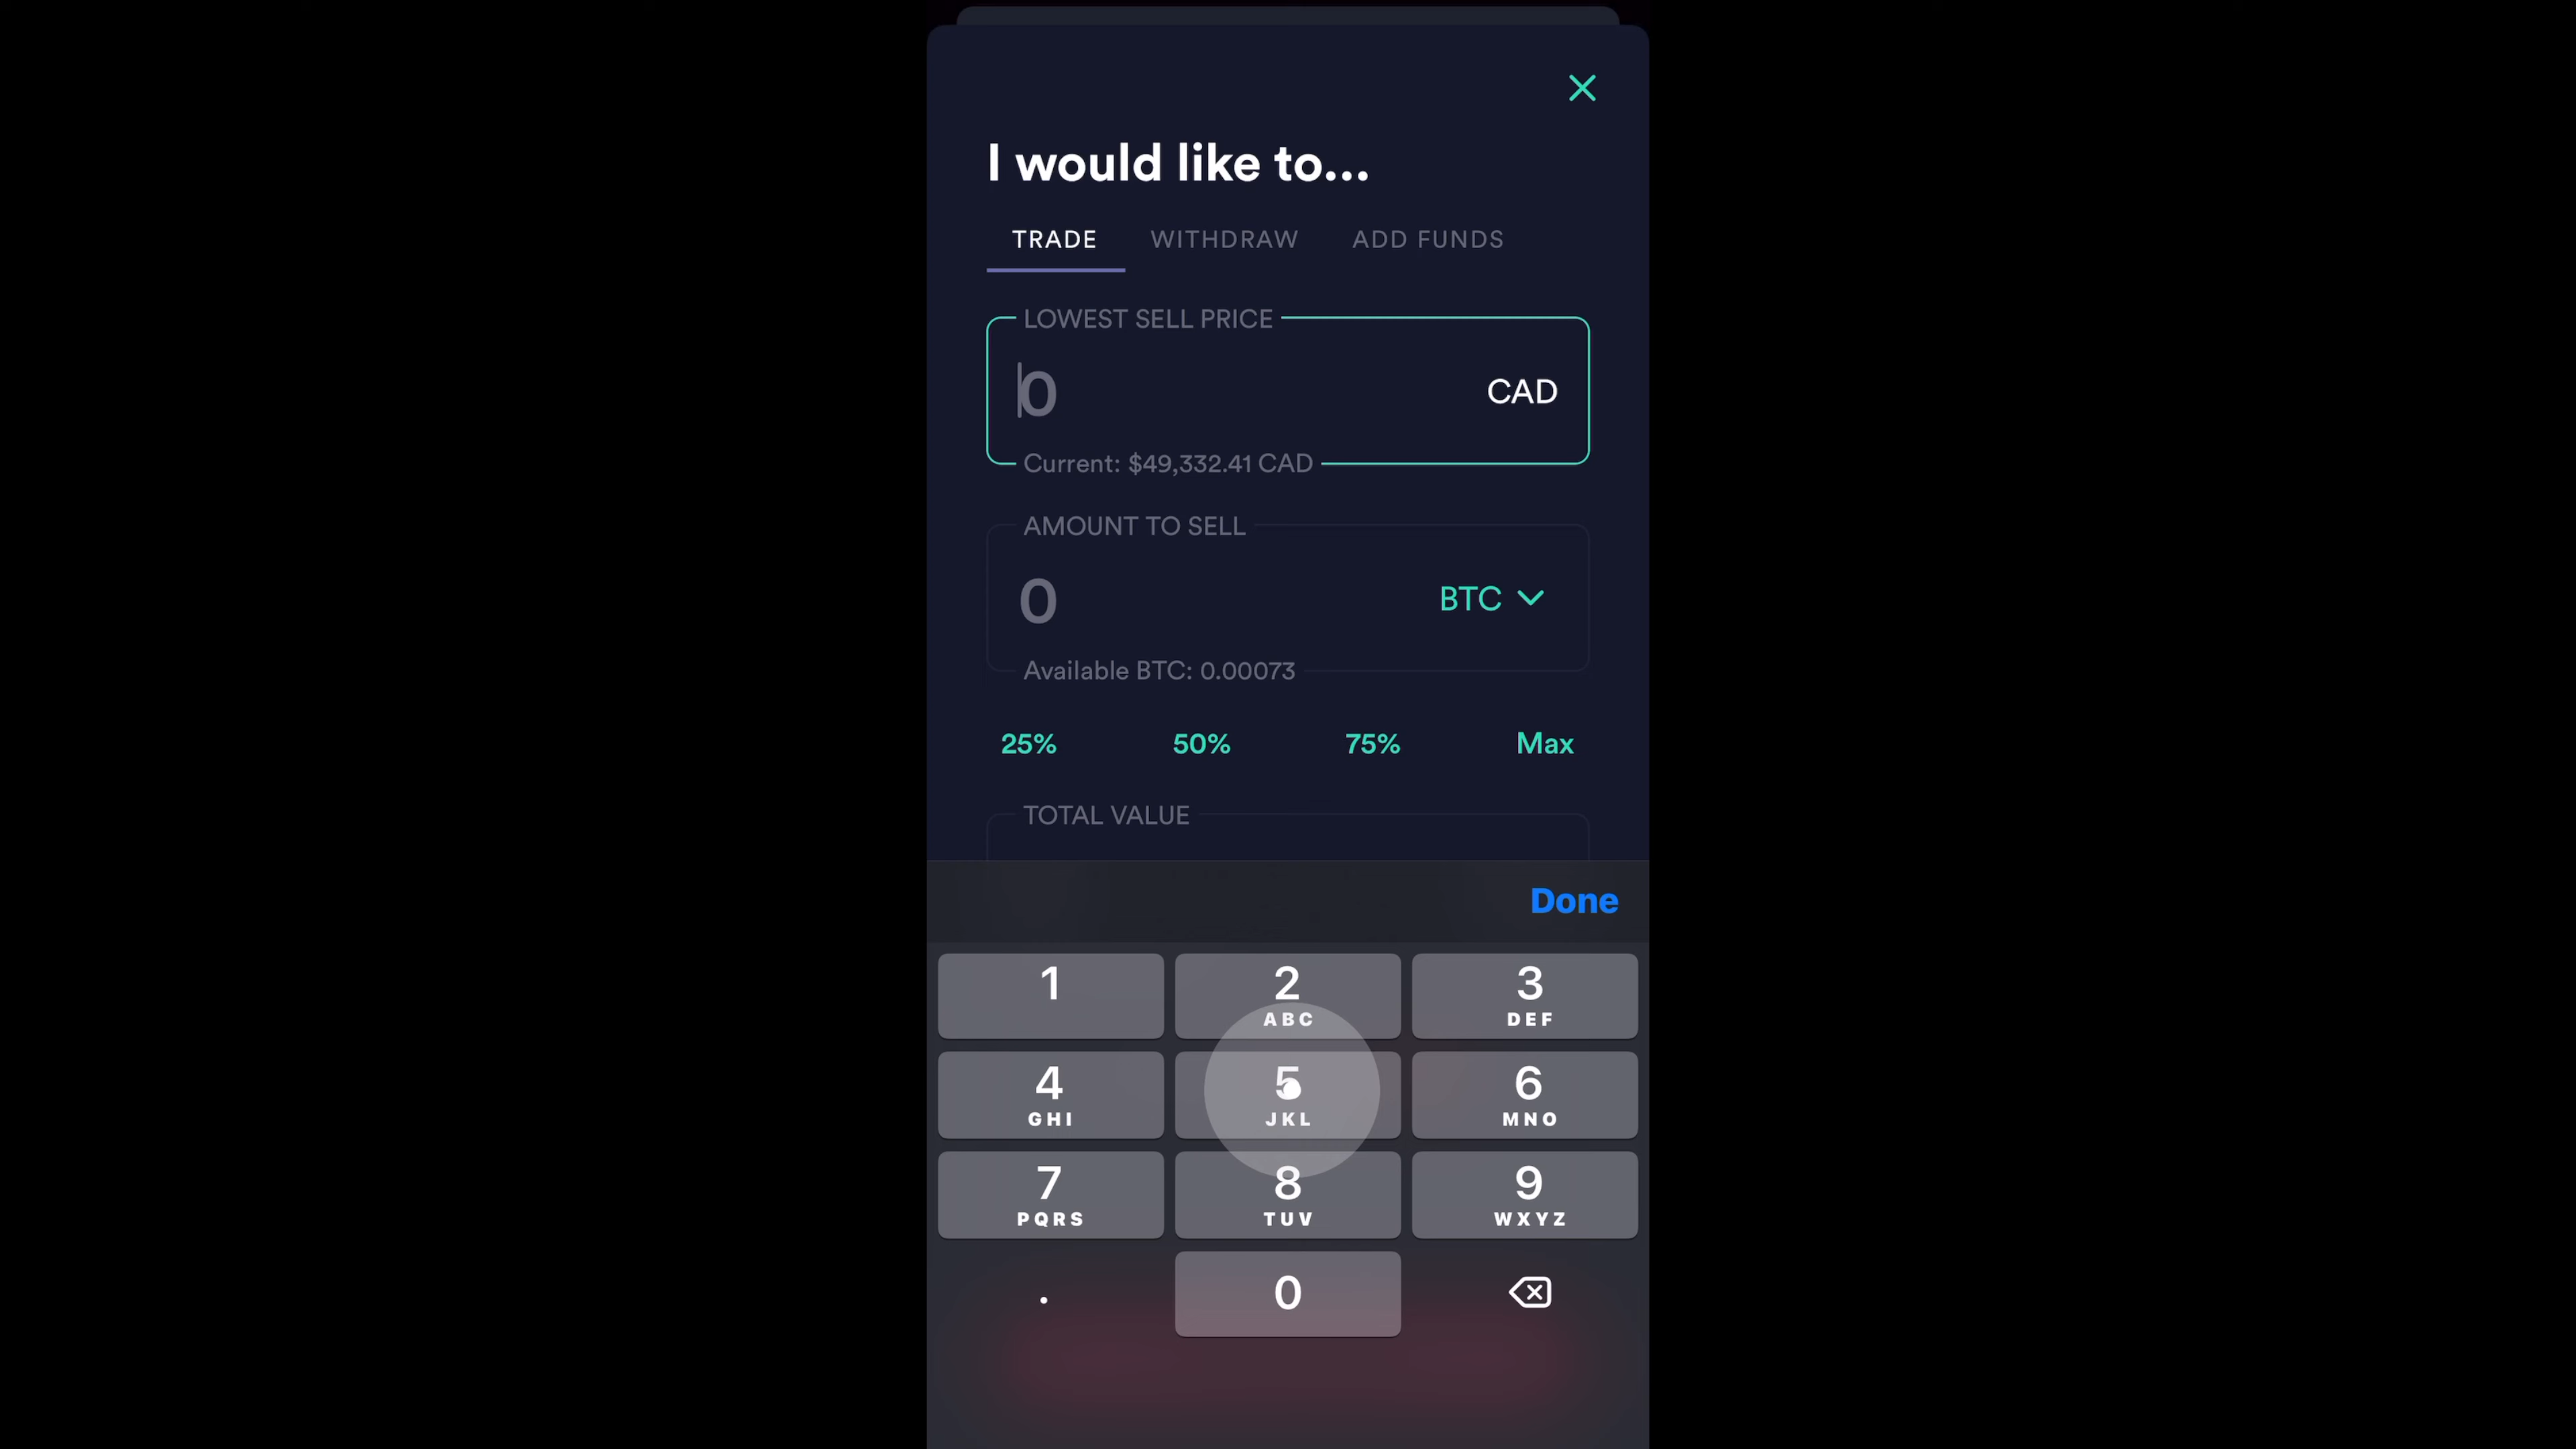 I would like to...
TRADE WITHDRAW ADD FUNDS
LOWEST SELL PRICE
0 CAD
Current: $49,332.41 CAD
AMOUNT TO SELL
0 BTC
Available BTC: 0.00073
25% 50% 75% Max
TOTAL VALUE
Done
1 2 3
ABC DEF
4 5 6
GHI JKL MNO
7 8 9
PQRS TUV WXYZ
. 0